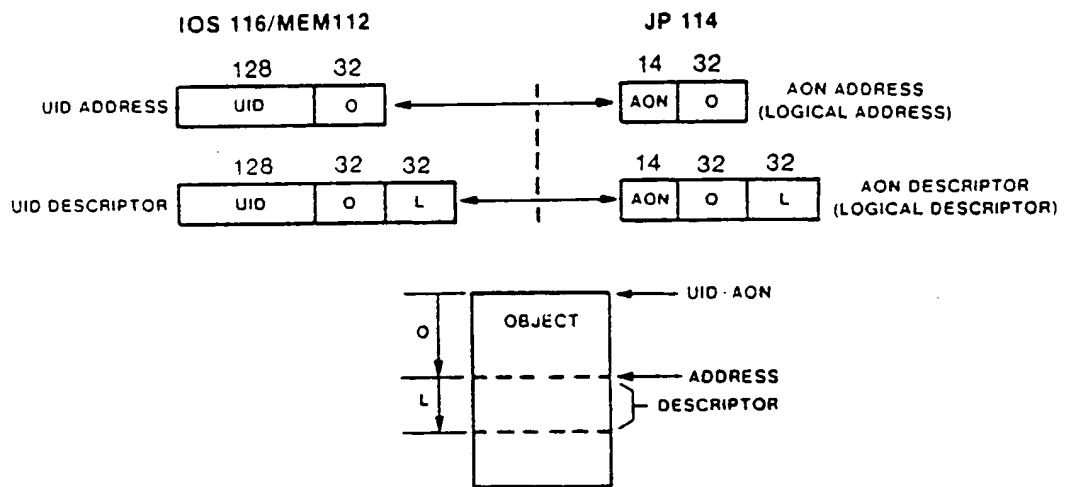 IOS 116/MEM112 JP 114
128 32 14 32
UID ADDRESS UID O AON O AON ADDRESS
(LOGICAL ADDRESS)
128 32 32 14 32 32
UID DESCRIPTOR UID O L AON O L AON DESCRIPTOR
(LOGICAL DESCRIPTOR)
UID·AON
OBJECT
O
ADDRESS
L
DESCRIPTOR